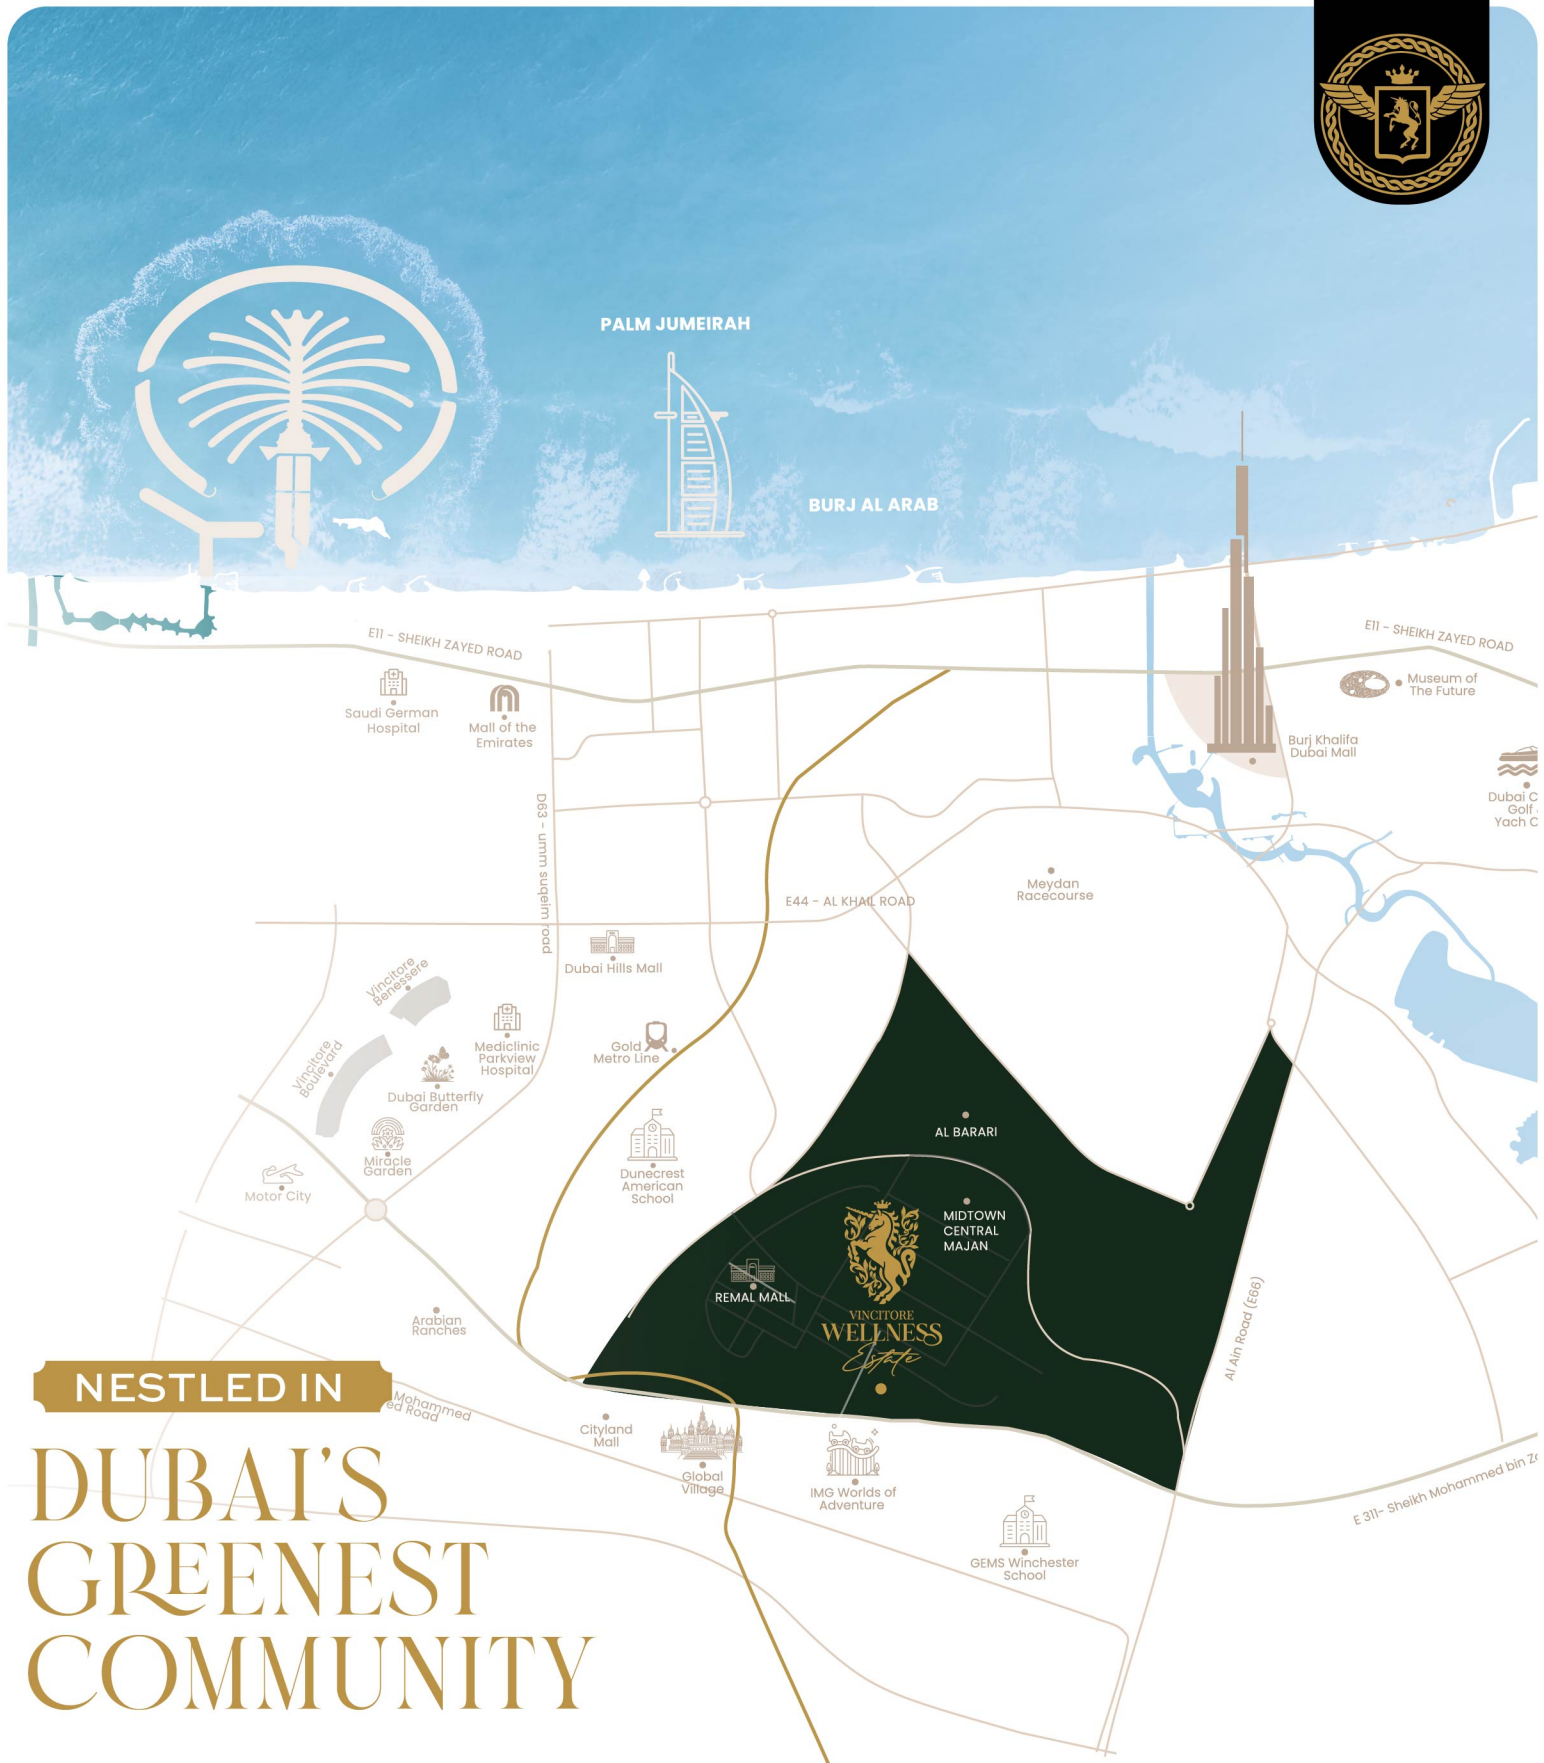 PALM JUMEIRAH
BURJ AL ARAB
E11 - SHEIKH ZAYED ROAD
E11 - SHEIKH ZAYED ROAD
Saudi German
Hospital
Mall of the
Emirates
Museum of
The Future
Burj Khalifa
Dubai Mall
Dubai C
Golf
Yach C
D63 - umm suqeim road
E44 - AL KHAIL ROAD
Meydan
Racecourse
Dubai Hills Mall
Vincitore
Benessere
Vincitore
Boulevard
Mediclinic
Parkview
Hospital
Gold
Metro Line
Dubai Butterfly
Garden
Miracle
Garden
Motor City
Dunecrest
American
School
AL BARARI
MIDTOWN
CENTRAL
MAJAN
REMAL MALL
VINCITORE
WELLNESS
Estate
Arabian
Ranches
Al Ain Road (E66)
Mohammed
ed Road
Cityland
Mall
Global
Village
IMG Worlds of
Adventure
GEMS Winchester
School
E 311- Sheikh Mohammed bin Z
NESTLED IN
DUBAI'S
GREENEST
COMMUNITY